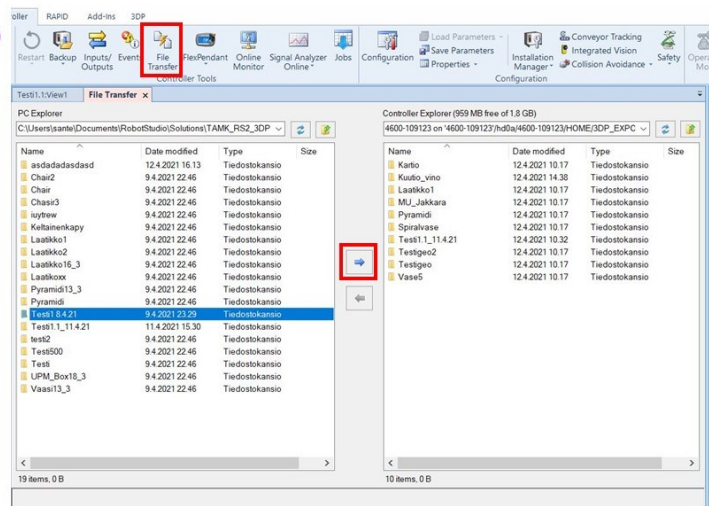 oller RAPID Add-Ins 3DP
Restart Backup Inputs/ Outputs Events File Transfer FlexPendant Online Monitor Signal Analyzer Online Jobs Configuration Load Parameters Save Parameters Properties Installation Manager Conveyor Tracking Integrated Vision Collision Avoidance Safety Opera Mo
Controller Tools Configuration
Testi1.1:View1 File Transfer x
PC Explorer Controller Explorer (959 MB free of 1,8 GB)
C:\Users\sante\Documents\RobotStudio\Solutions\TAMK_RS2_3DP 4600-109123 on '4600-109123'/hd0a/4600-109123/HOME/3DP_EXPC
Name Date modified Type Size Name Date modified Type Size
asdadadasdasd 12.4.2021 16.13 Tiedostokansio Kartio 12.4.2021 10.17 Tiedostokansio
Chair2 9.4.2021 22.46 Tiedostokansio Kuutio_vino 12.4.2021 14.38 Tiedostokansio
Chair 9.4.2021 22.46 Tiedostokansio Laatikko1 12.4.2021 10.17 Tiedostokansio
Chasir3 9.4.2021 22.46 Tiedostokansio MU_Jakkara 12.4.2021 10.17 Tiedostokansio
iuytrew 9.4.2021 22.46 Tiedostokansio Pyramidi 12.4.2021 10.17 Tiedostokansio
Keltainenkapy 9.4.2021 22.46 Tiedostokansio Spiralvase 12.4.2021 10.17 Tiedostokansio
Laatikko1 9.4.2021 22.46 Tiedostokansio Testi1.1_11.4.21 12.4.2021 10.32 Tiedostokansio
Laatikko2 9.4.2021 22.46 Tiedostokansio Testigeo2 12.4.2021 10.17 Tiedostokansio
Laatikko16_3 9.4.2021 22.46 Tiedostokansio Testigeo 12.4.2021 10.17 Tiedostokansio
Laatikoxx 9.4.2021 22.46 Tiedostokansio Vase5 12.4.2021 10.17 Tiedostokansio
Pyramidi13_3 9.4.2021 22.46 Tiedostokansio
Pyramidi 9.4.2021 22.46 Tiedostokansio
Testi1 8.4.21 9.4.2021 23.29 Tiedostokansio
Testi1.1_11.4.21 11.4.2021 15.30 Tiedostokansio
testi2 9.4.2021 22.46 Tiedostokansio
Testi500 9.4.2021 22.46 Tiedostokansio
Testi 9.4.2021 22.46 Tiedostokansio
UPM_Box18_3 9.4.2021 22.46 Tiedostokansio
Vaasi13_3 9.4.2021 22.46 Tiedostokansio
19 items, 0 B 10 items, 0 B